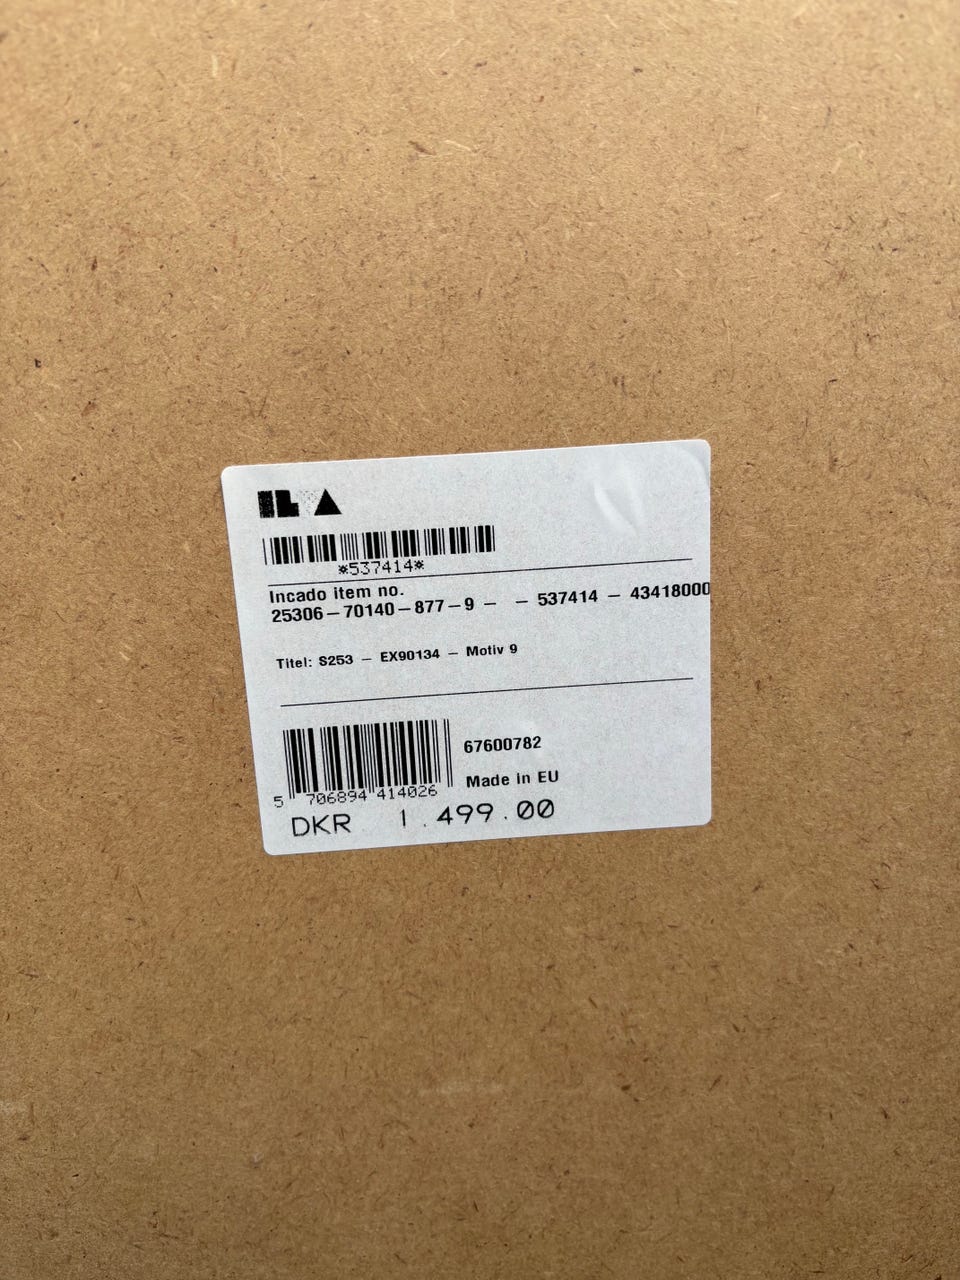 ILVA
*537414*
Incado item no.
25306-70140-877-9 - - 537414 - 43418000
Titel: S253 - EX90134 - Motiv 9
67600782
Made in EU
5 706894 414026
DKR 1.499.00